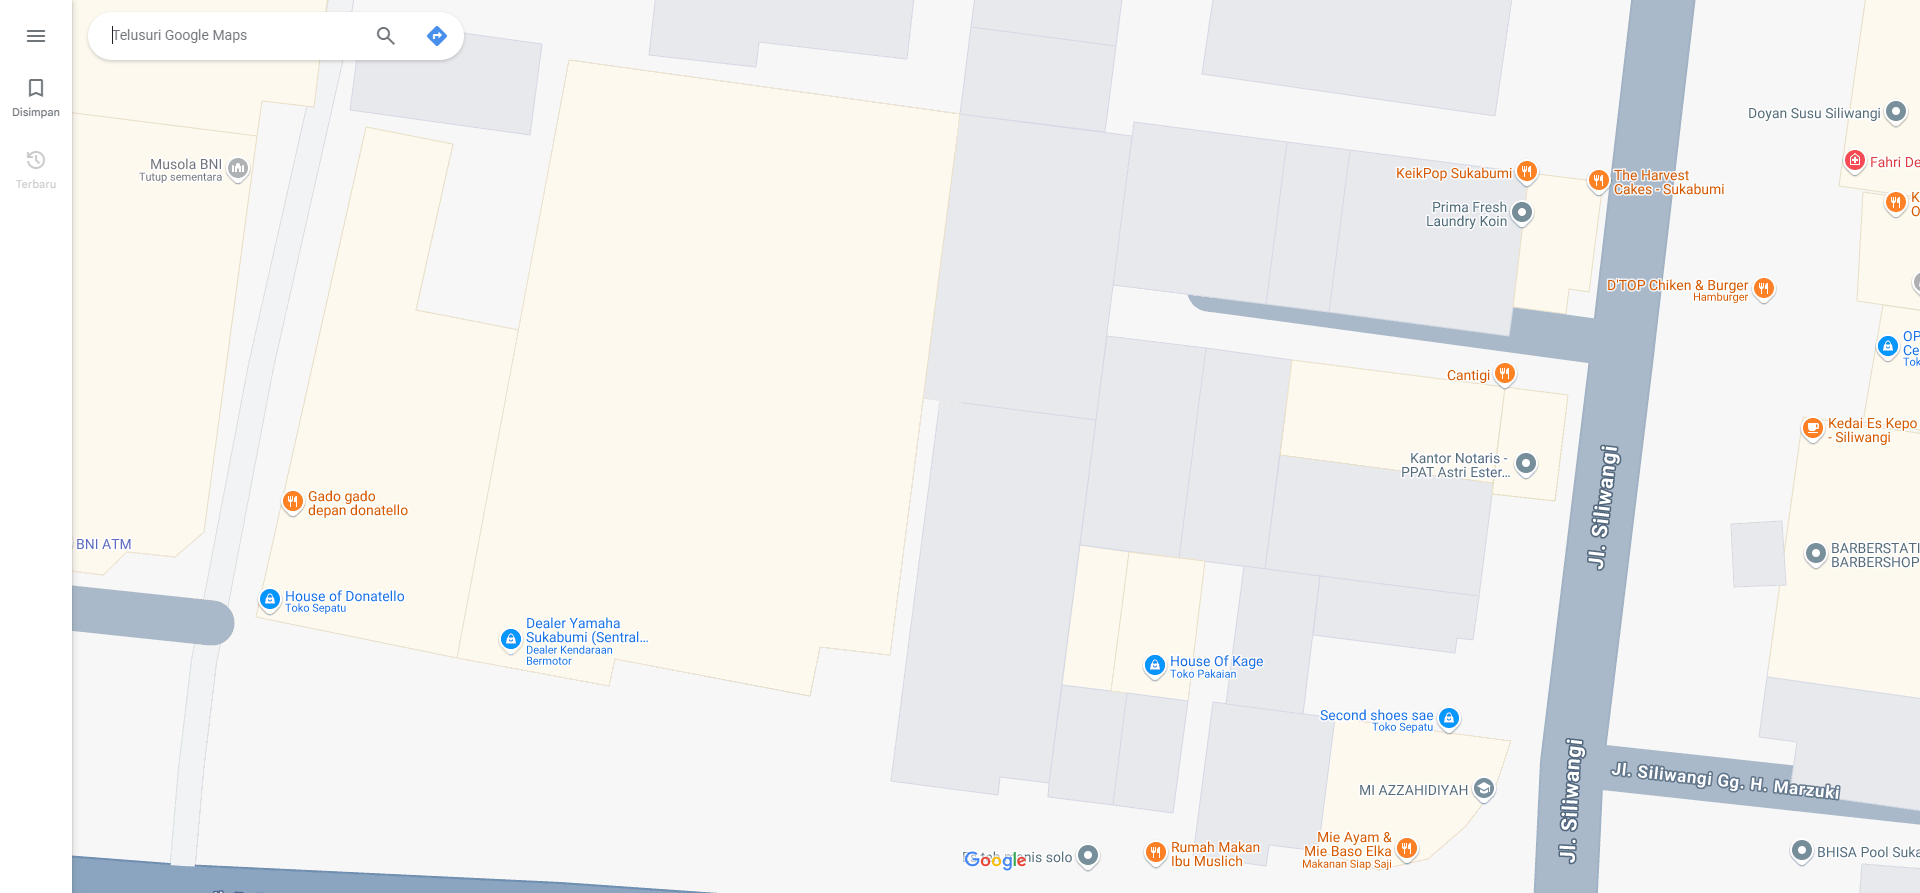 Telusuri Google Maps
Disimpan
Terbaru
Musola BNI
Tutup sementara
KeikPop Sukabumi
The Harvest
Cakes - Sukabumi
Prima Fresh
Laundry Koin
Doyan Susu Siliwangi
Fahri De
K
O
D'TOP Chiken & Burger
Hamburger
OP
Ce
Tok
Cantigi
Kedai Es Kepo
- Siliwangi
Kantor Notaris -
PPAT Astri Ester...
Jl. Siliwangi
Gado gado
depan donatello
BNI ATM
BARBERSTATI
BARBERSHOP
House of Donatello
Toko Sepatu
Dealer Yamaha
Sukabumi (Sentral...
Dealer Kendaraan
Bermotor
House Of Kage
Toko Pakaian
Second shoes sae
Toko Sepatu
Jl. Siliwangi
Jl. Siliwangi Gg. H. Marzuki
MI AZZAHIDIYAH
Mie Ayam &
Mie Baso Elka
Makanan Siap Saji
Rumah Makan
Ibu Muslich
Google
solo
BHISA Pool Suka